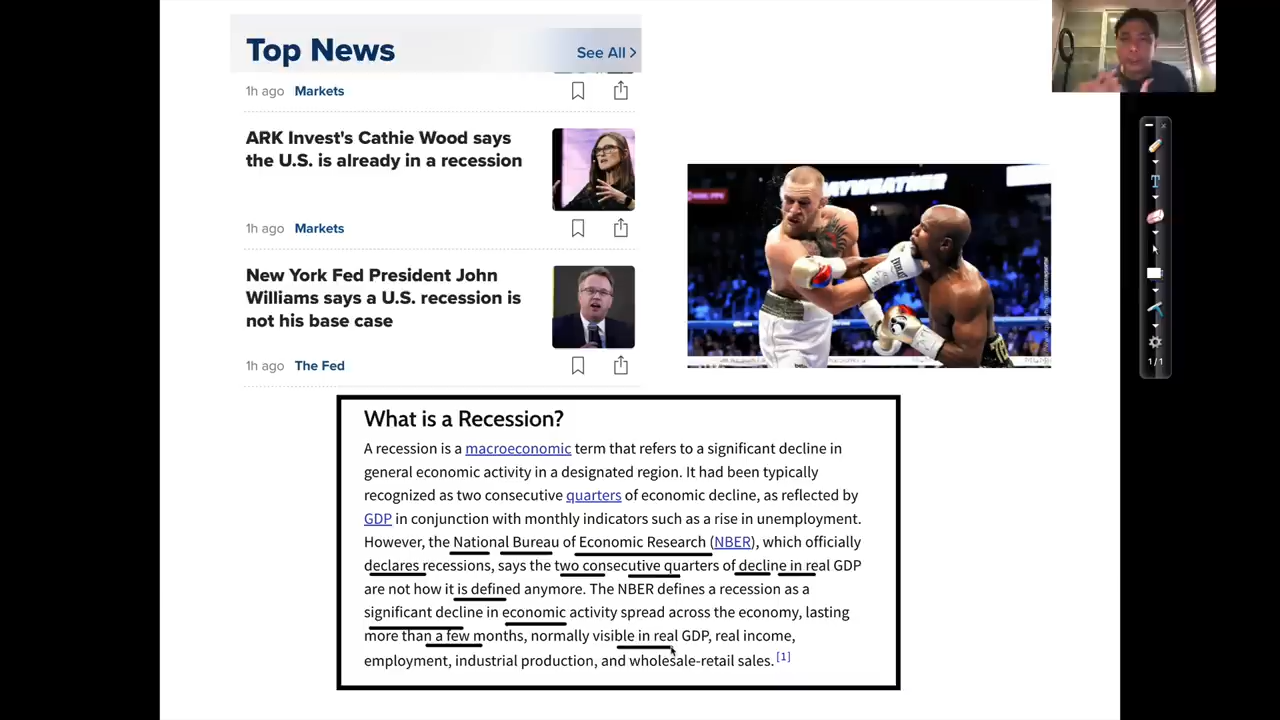 Top News
See All >
1h ago Markets
ARK Invest's Cathie Wood says
the U.S. is already in a recession
1h ago Markets
New York Fed President John
Williams says a U.S. recession is
not his base case
1h ago The Fed
AYWEATHER
What is a Recession?
A recession is a macroeconomic term that refers to a significant decline in
general economic activity in a designated region. It had been typically
recognized as two consecutive quarters of economic decline, as reflected by
GDP in conjunction with monthly indicators such as a rise in unemployment.
However, the National Bureau of Economic Research (NBER), which officially
declares recessions, says the two consecutive quarters of decline in real GDP
are not how it is defined anymore. The NBER defines a recession as a
significant decline in economic activity spread across the economy, lasting
more than a few months, normally visible in real GDP, real income,
employment, industrial production, and wholesale-retail sales. [1]
T
1/1